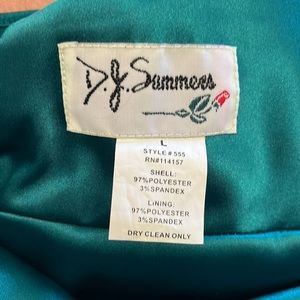 D.J. Summers
L
STYLE # 555
RN#114157
SHELL:
97%POLYESTER
3%SPANDEX
LINING:
97%POLYESTER
3%SPANDEX
DRY CLEAN ONLY